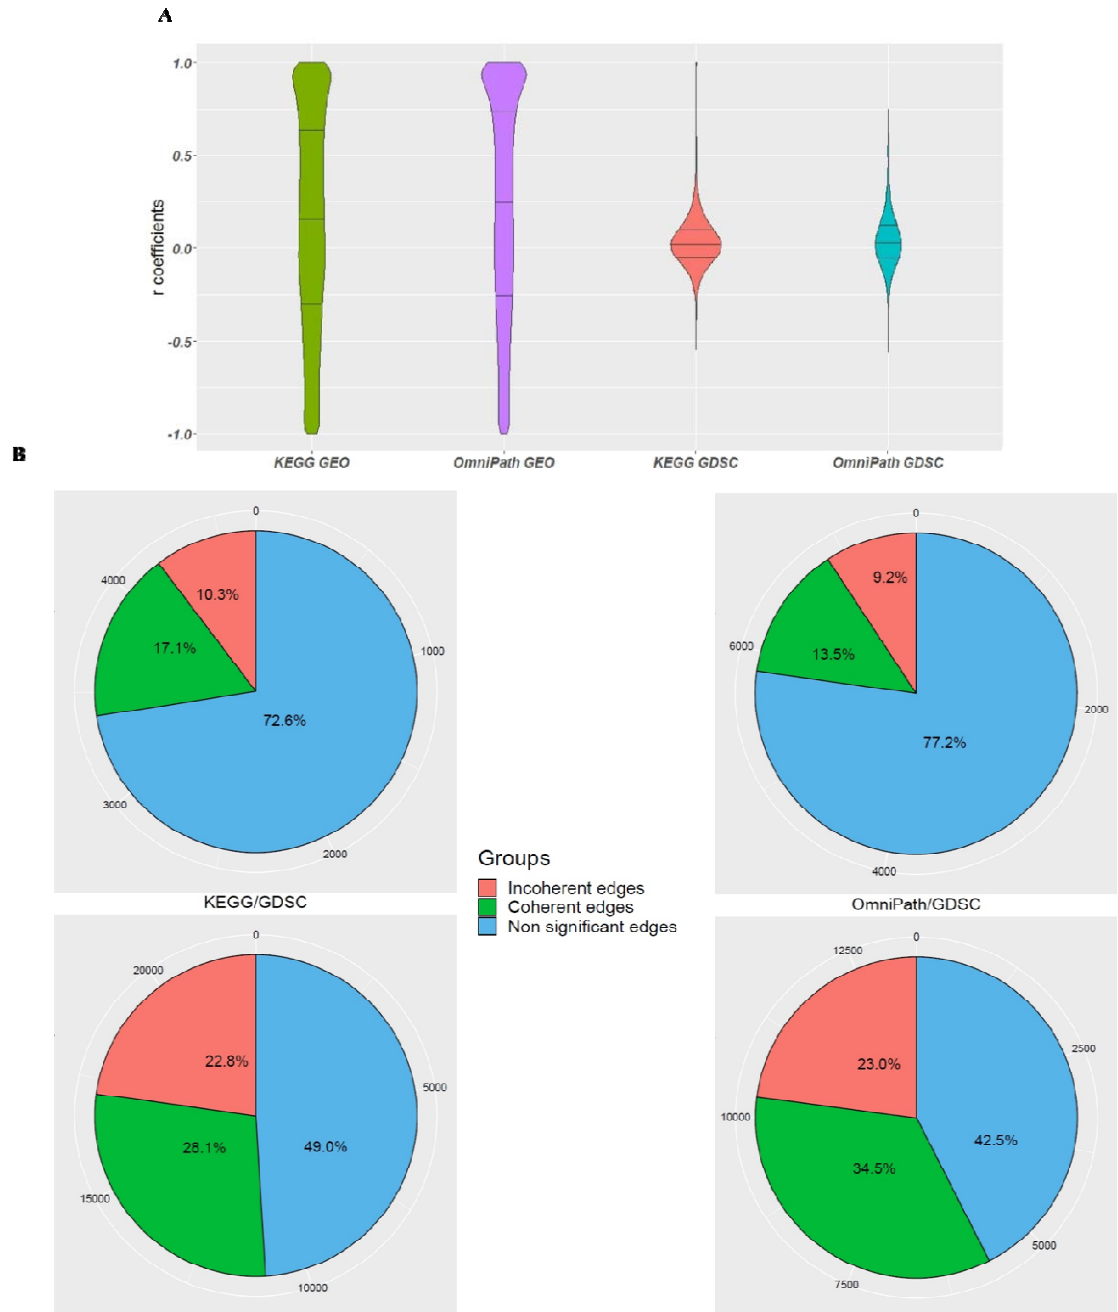 A
1.0
0.5
0.0
-0.5
-1.0
r coefficients
KEGG GEO
OmniPath GEO
KEGG GDSC
OmniPath GDSC
B
0
1000
2000
3000
4000
10.3%
17.1%
72.6%
0
2000
4000
6000
9.2%
13.5%
77.2%
Groups
Incoherent edges
Coherent edges
Non significant edges
KEGG/GDSC
0
5000
10000
15000
20000
22.8%
28.1%
49.0%
OmniPath/GDSC
0
2500
5000
7500
10000
12500
23.0%
34.5%
42.5%